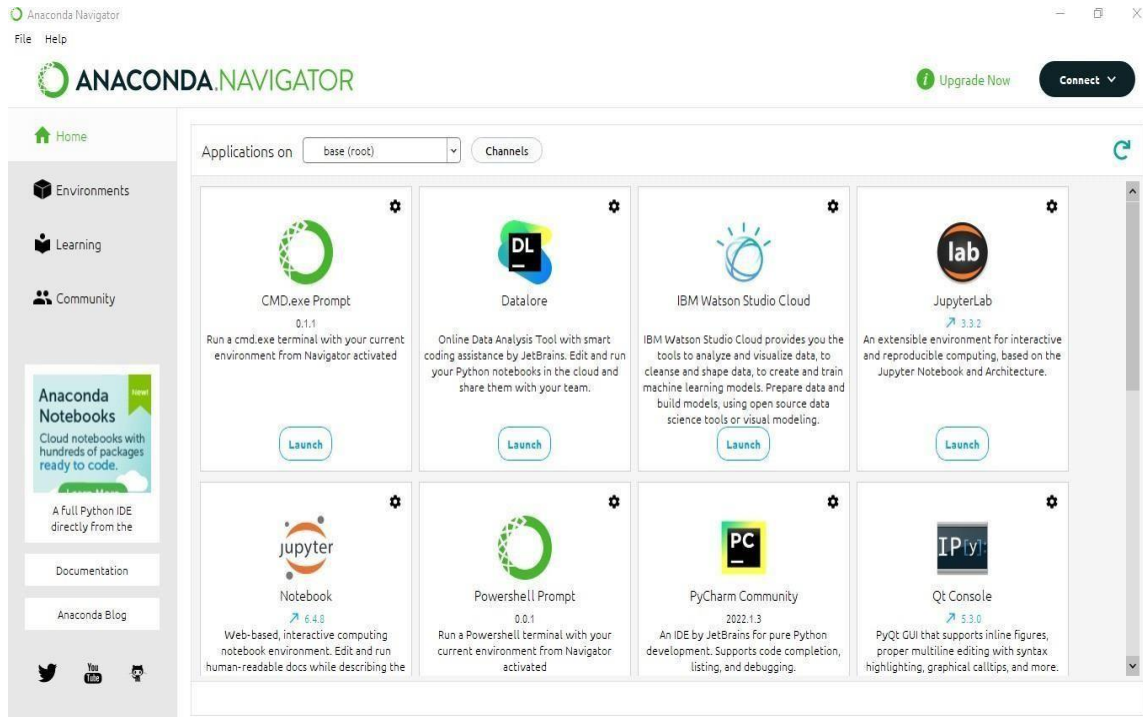 Anaconda Navigator
File Help
ANACONDA.NAVIGATOR
i Upgrade Now
Connect
Home
Environments
Learning
Community
Anaconda Notebooks
New!
Cloud notebooks with
hundreds of packages
ready to code.
Learn More
A full Python IDE
directly from the
Documentation
Anaconda Blog
You
Tube
Applications on base (root) Channels
CMD.exe Prompt
0.1.1
Run a cmd.exe terminal with your current
environment from Navigator activated
Launch
DL
Datalore
Online Data Analysis Tool with smart
coding assistance by JetBrains. Edit and run
your Python notebooks in the cloud and
share them with your team.
Launch
IBM Watson Studio Cloud
IBM Watson Studio Cloud provides you the
tools to analyze and visualize data, to
cleanse and shape data, to create and train
machine learning models. Prepare data and
build models, using open source data
science tools or visual modeling.
Launch
lab
JupyterLab
3.3.2
An extensible environment for interactive
and reproducible computing, based on the
Jupyter Notebook and Architecture.
Launch
jupyter
Notebook
6.4.8
Web-based, interactive computing
notebook environment. Edit and run
human-readable docs while describing the
Powershell Prompt
0.0.1
Run a Powershell terminal with your
current environment from Navigator
activated
PC
PyCharm Community
2022.1.3
An IDE by JetBrains for pure Python
development. Supports code completion,
listing, and debugging.
IP[y]:
Qt Console
5.3.0
PyQt GUI that supports inline figures,
proper multiline editing with syntax
highlighting, graphical calltips, and more.